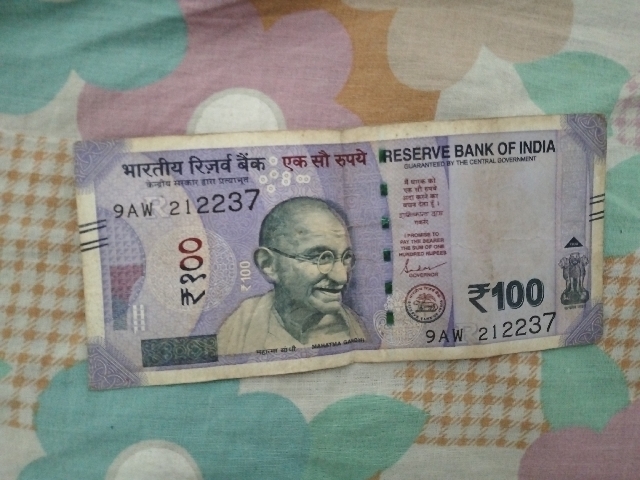 भारतीय रिज़र्व बैंक
केन्द्रीय सरकार द्वारा प्रत्याभूत
एक सौ रुपये
RESERVE BANK OF INDIA
GUARANTEED BY THE CENTRAL GOVERNMENT
9AW 212237
₹१००
₹100
मैं धारक को
एक सौ रुपये
अदा करने का
वचन देता हूँ।
I PROMISE TO
PAY THE BEARER
THE SUM OF ONE
HUNDRED RUPEES
GOVERNOR
₹100
9AW 212237
महात्मा गांधी
MAHATMA GANDHI